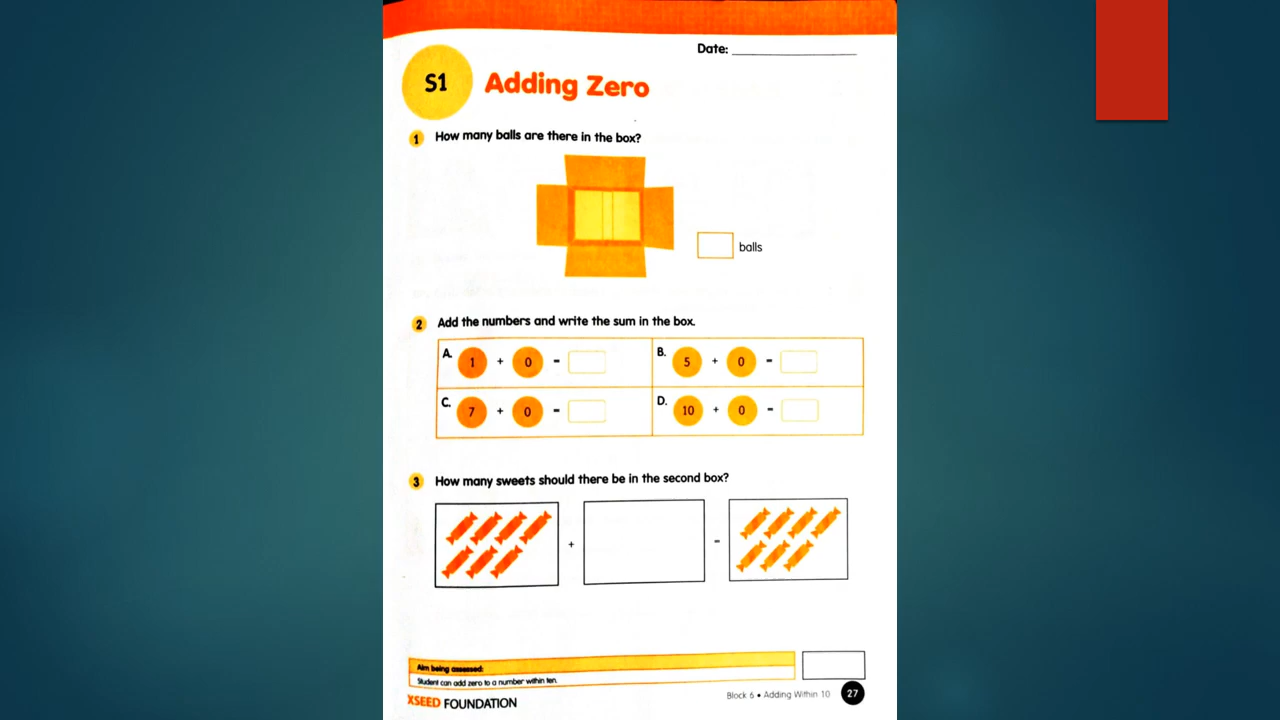 Date: ____________
S1
Adding Zero
1 How many balls are there in the box?
balls
2 Add the numbers and write the sum in the box.
A. 1 + 0 = B. 5 + 0 =
C. 7 + 0 = D. 10 + 0 =
3 How many sweets should there be in the second box?
+ =
Aim being assessed:
Student can add zero to a number within ten.
XSEED FOUNDATION
Block 6 • Adding Within 10 27